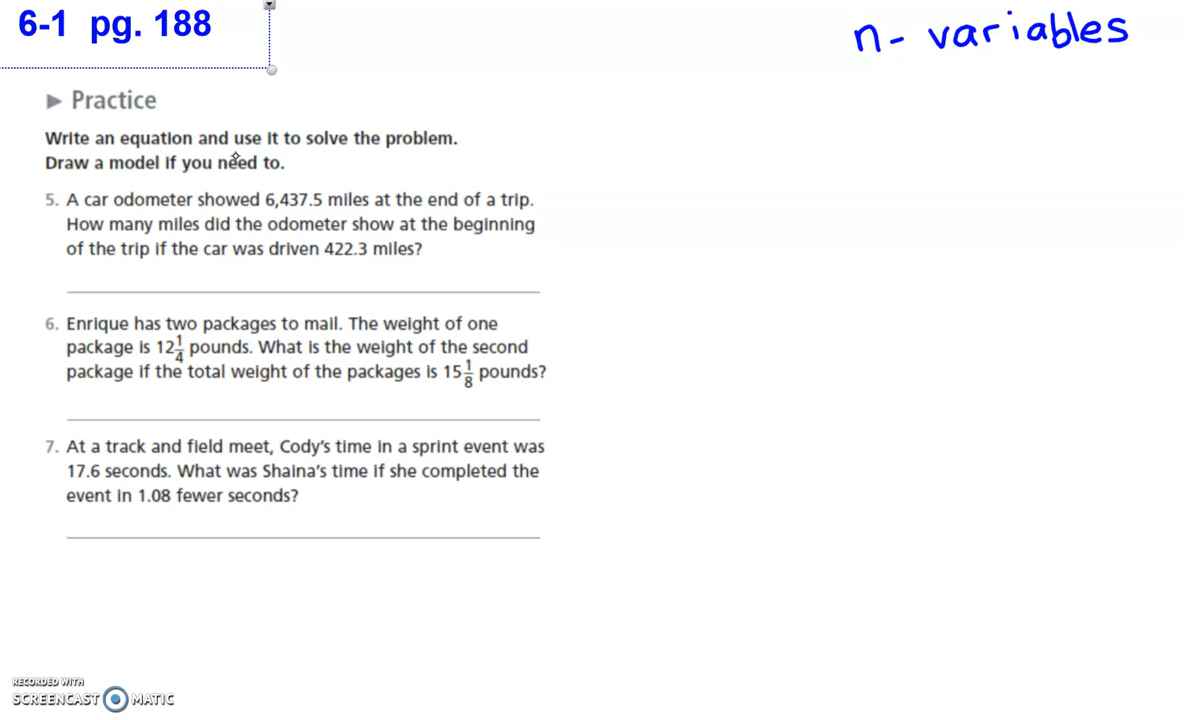 6-1 pg. 188
n - variables
▶ Practice
Write an equation and use it to solve the problem.
Draw a model if you need to.
5. A car odometer showed 6,437.5 miles at the end of a trip.
How many miles did the odometer show at the beginning
of the trip if the car was driven 422.3 miles?
6. Enrique has two packages to mail. The weight of one
package is 12 1/4 pounds. What is the weight of the second
package if the total weight of the packages is 15 1/8 pounds?
7. At a track and field meet, Cody's time in a sprint event was
17.6 seconds. What was Shaina's time if she completed the
event in 1.08 fewer seconds?
RECORDED WITH
SCREENCAST MATIC